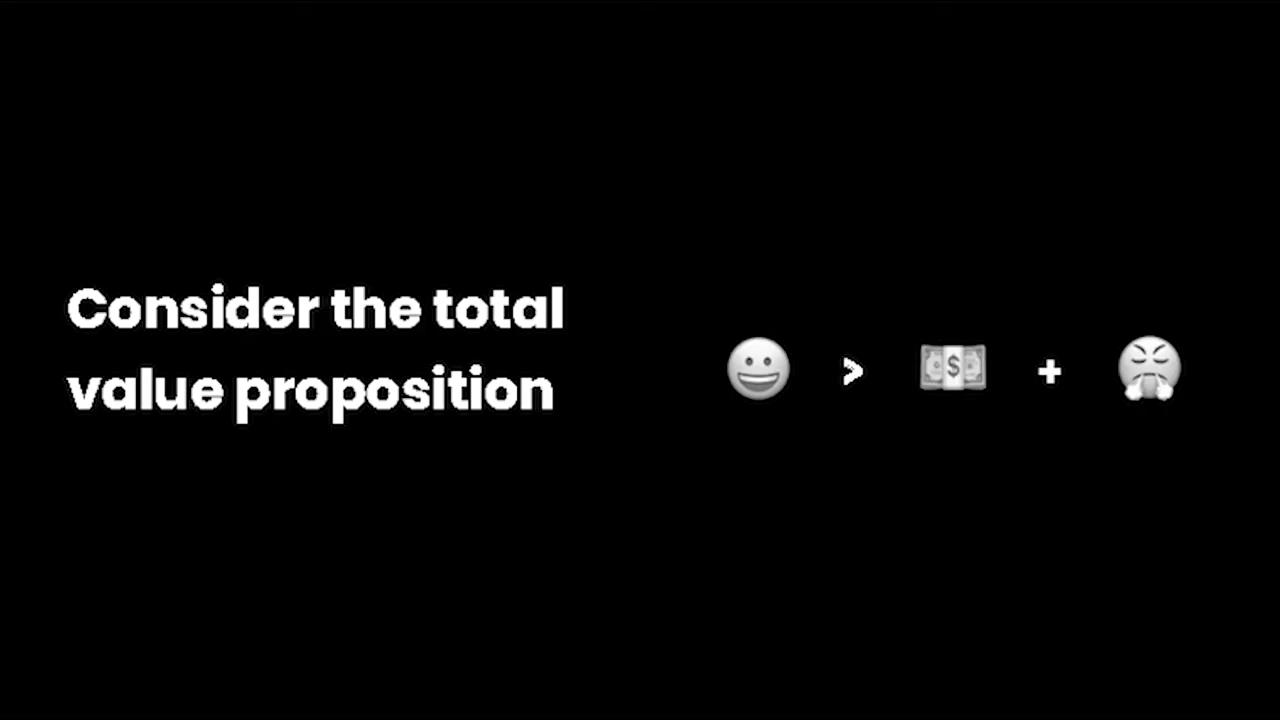 Consider the total
value proposition
😀 > 💵 + 😤